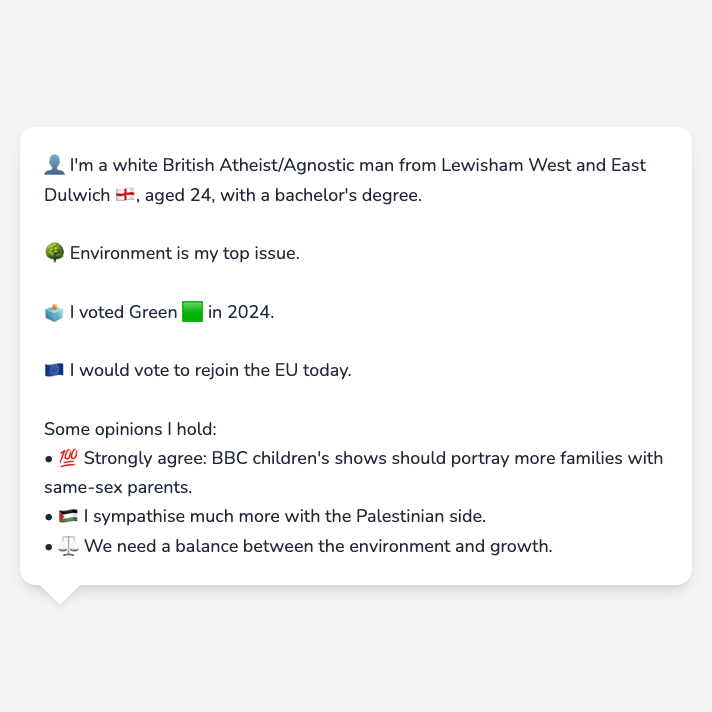 👤 I'm a white British Atheist/Agnostic man from Lewisham West and East
Dulwich 🏴󠁧󠁢󠁥󠁮󠁧󠁿, aged 24, with a bachelor's degree.
🌳 Environment is my top issue.
🗳️ I voted Green 🟩 in 2024.
🇪🇺 I would vote to rejoin the EU today.
Some opinions I hold:
• 💯 Strongly agree: BBC children's shows should portray more families with
same-sex parents.
• 🇵🇸 I sympathise much more with the Palestinian side.
• ⚖️ We need a balance between the environment and growth.